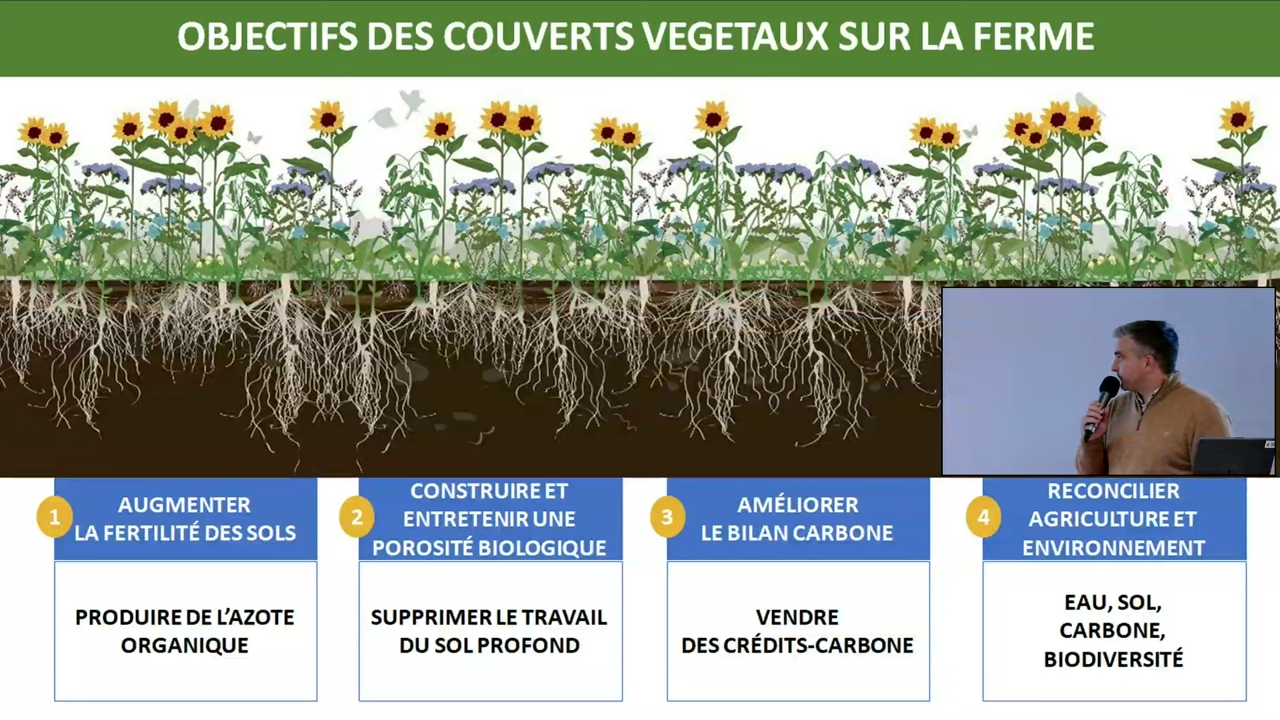 OBJECTIFS DES COUVERTS VEGETAUX SUR LA FERME
1
AUGMENTER
LA FERTILITÉ DES SOLS
PRODUIRE DE L'AZOTE
ORGANIQUE
2
CONSTRUIRE ET
ENTRETENIR UNE
POROSITÉ BIOLOGIQUE
SUPPRIMER LE TRAVAIL
DU SOL PROFOND
3
AMÉLIORER
LE BILAN CARBONE
VENDRE
DES CRÉDITS-CARBONE
4
RECONCILIER
AGRICULTURE ET
ENVIRONNEMENT
EAU, SOL,
CARBONE,
BIODIVERSITÉ